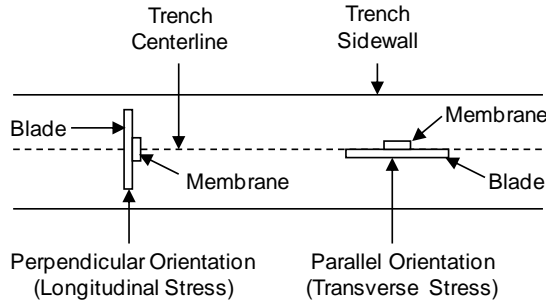 Trench
Centerline
Trench
Sidewall
Blade
Membrane
Membrane
Blade
Perpendicular Orientation
(Longitudinal Stress)
Parallel Orientation
(Transverse Stress)